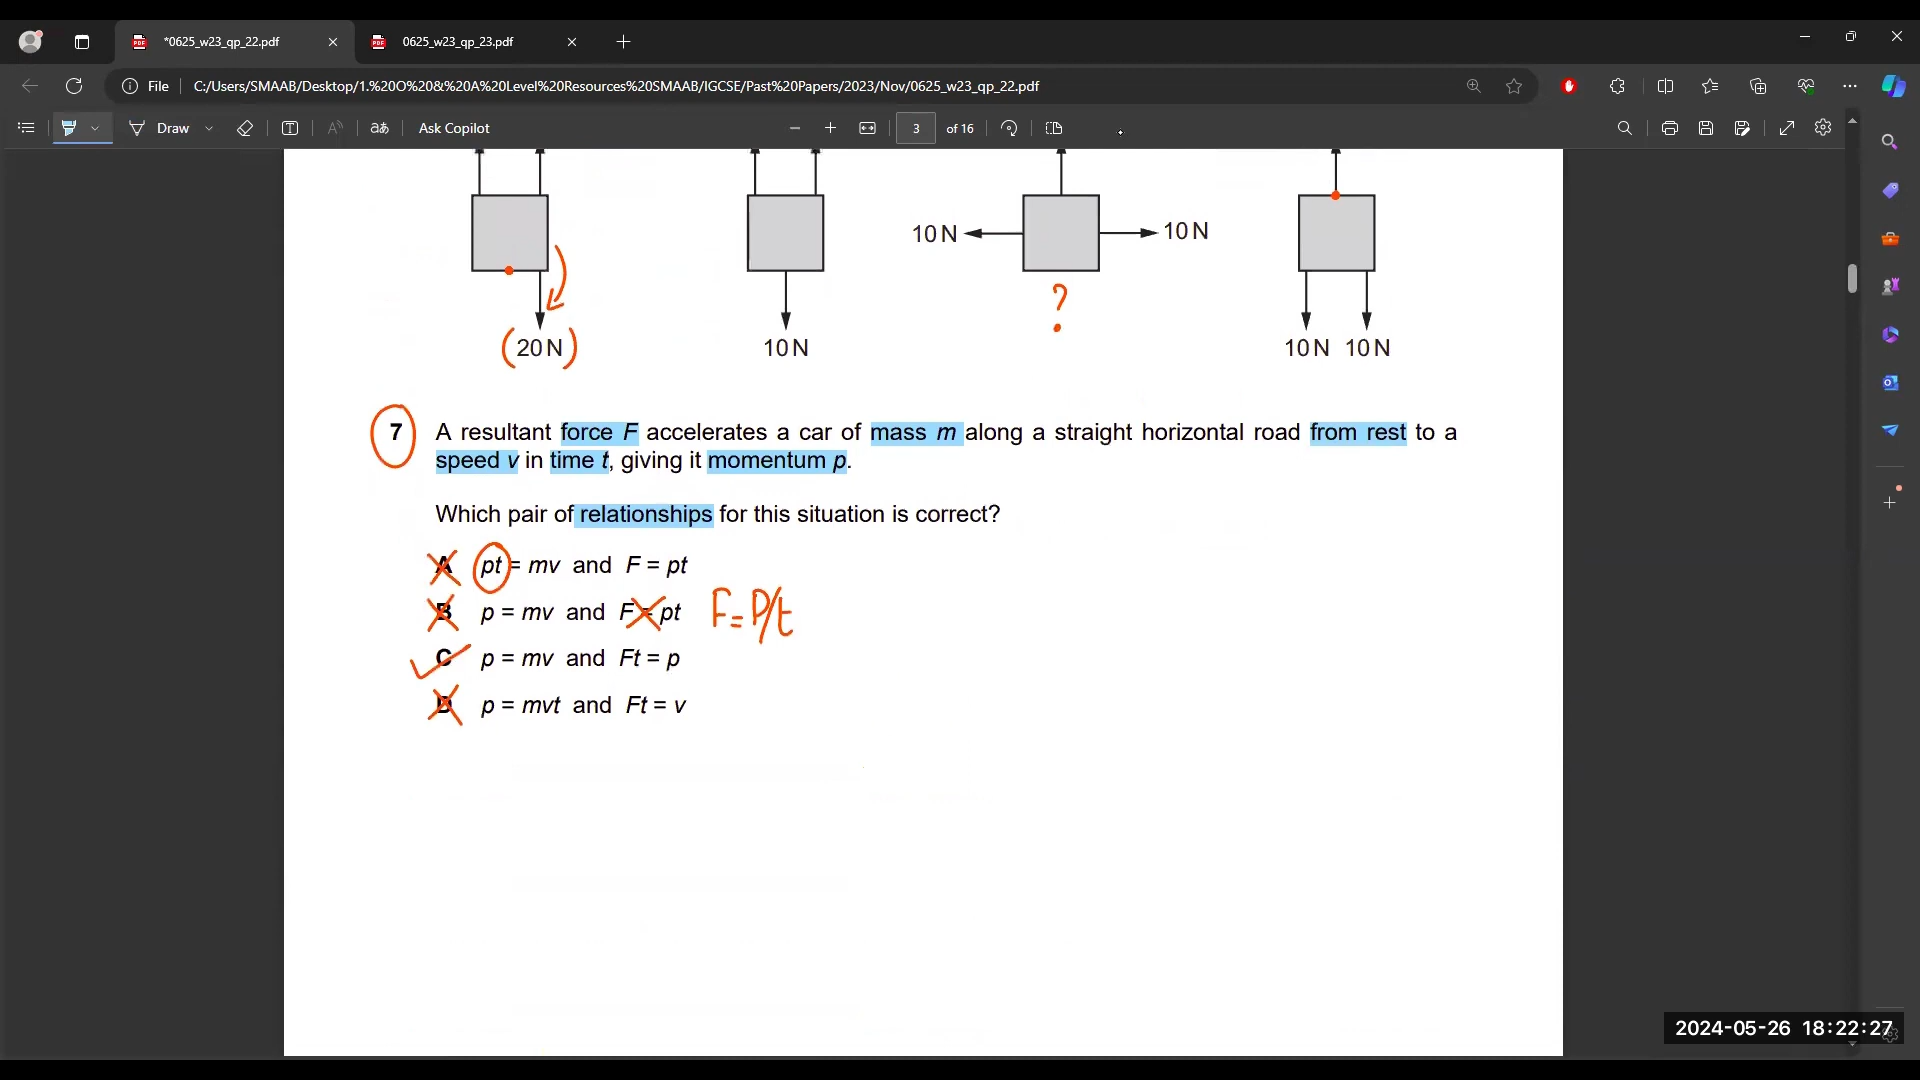 *0625_w23_qp_22.pdf
0625_w23_qp_23.pdf
File
C:/Users/SMAAB/Desktop/1.%20O%20&%20A%20Level%20Resources%20SMAAB/IGCSE/Past%20Papers/2023/Nov/0625_w23_qp_22.pdf
Draw
aあ
Ask Copilot
3 of 16
10 N 10 N
?
(20 N) 10 N 10 N 10 N
7 A resultant force F accelerates a car of mass m along a straight horizontal road from rest to a
speed v in time t, giving it momentum p.
Which pair of relationships for this situation is correct?
A pt = mv and F = pt
B p = mv and F = pt F = P/t
C p = mv and Ft = p
D p = mvt and Ft = v
2024-05-26 18:22:27